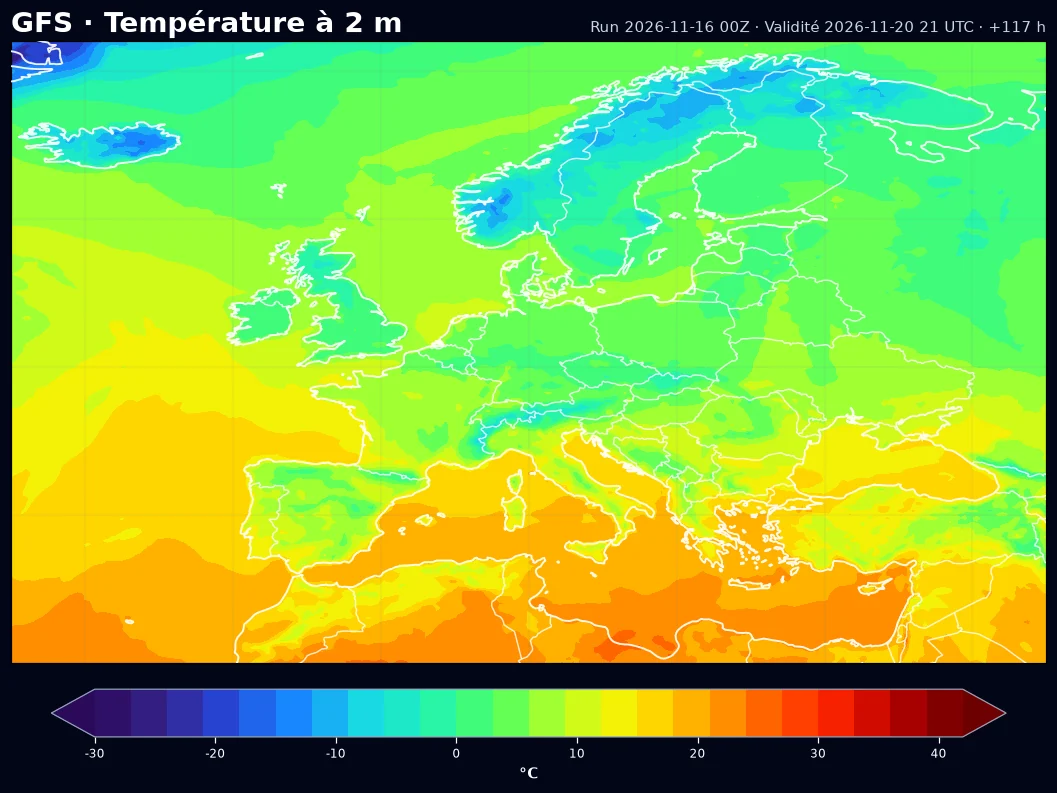 GFS · Température à 2 m
Run 2026-11-16 00Z · Validité 2026-11-20 21 UTC · +117 h
-30 -20 -10 0 10 20 30 40
°C